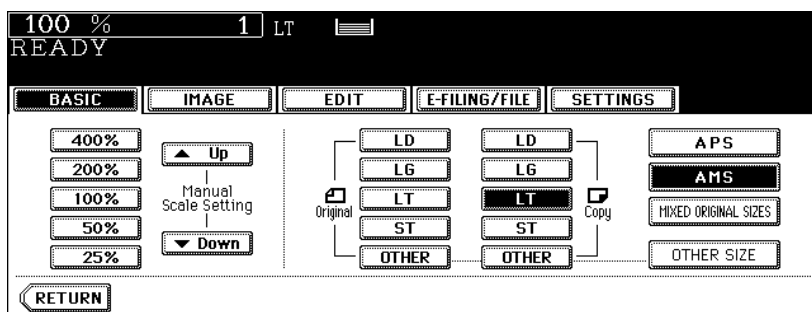 100 % 1 LT
READY
BASIC IMAGE EDIT E-FILING/FILE SETTINGS
400% LD LD APS
▲ Up
200% LG LG AMS
100% Manual Scale Setting Original LT LT Copy MIXED ORIGINAL SIZES
50% ST ST
▼ Down
25% OTHER OTHER OTHER SIZE
RETURN